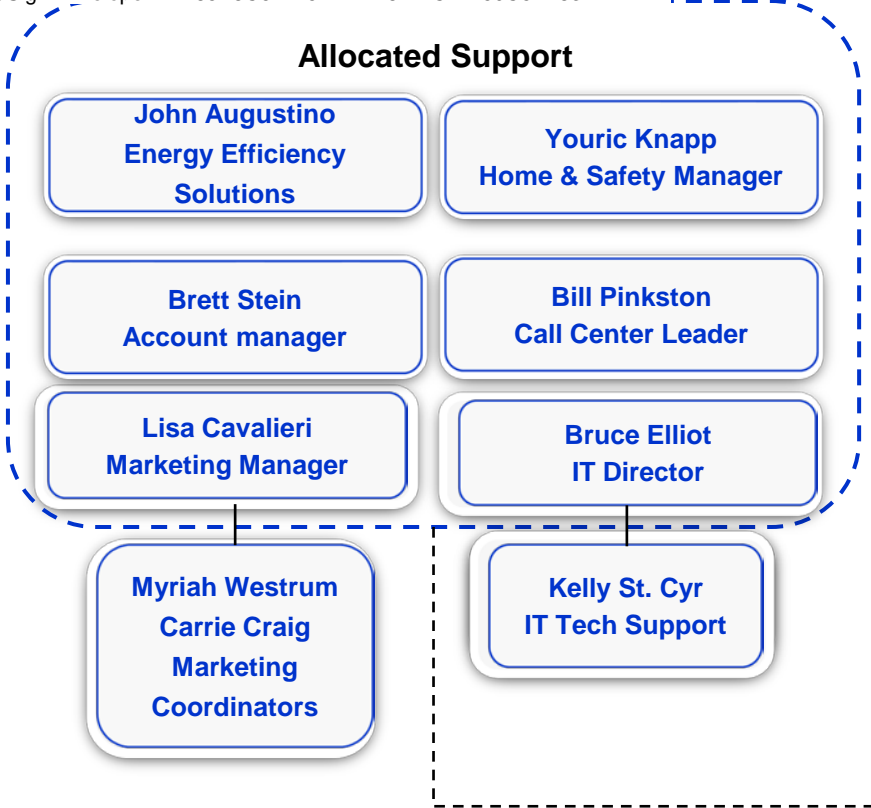 Allocated Support
John Augustino
Energy Efficiency
Solutions
Youric Knapp
Home & Safety Manager
Brett Stein
Account manager
Bill Pinkston
Call Center Leader
Lisa Cavalieri
Marketing Manager
Bruce Elliot
IT Director
Myriah Westrum
Carrie Craig
Marketing
Coordinators
Kelly St. Cyr
IT Tech Support